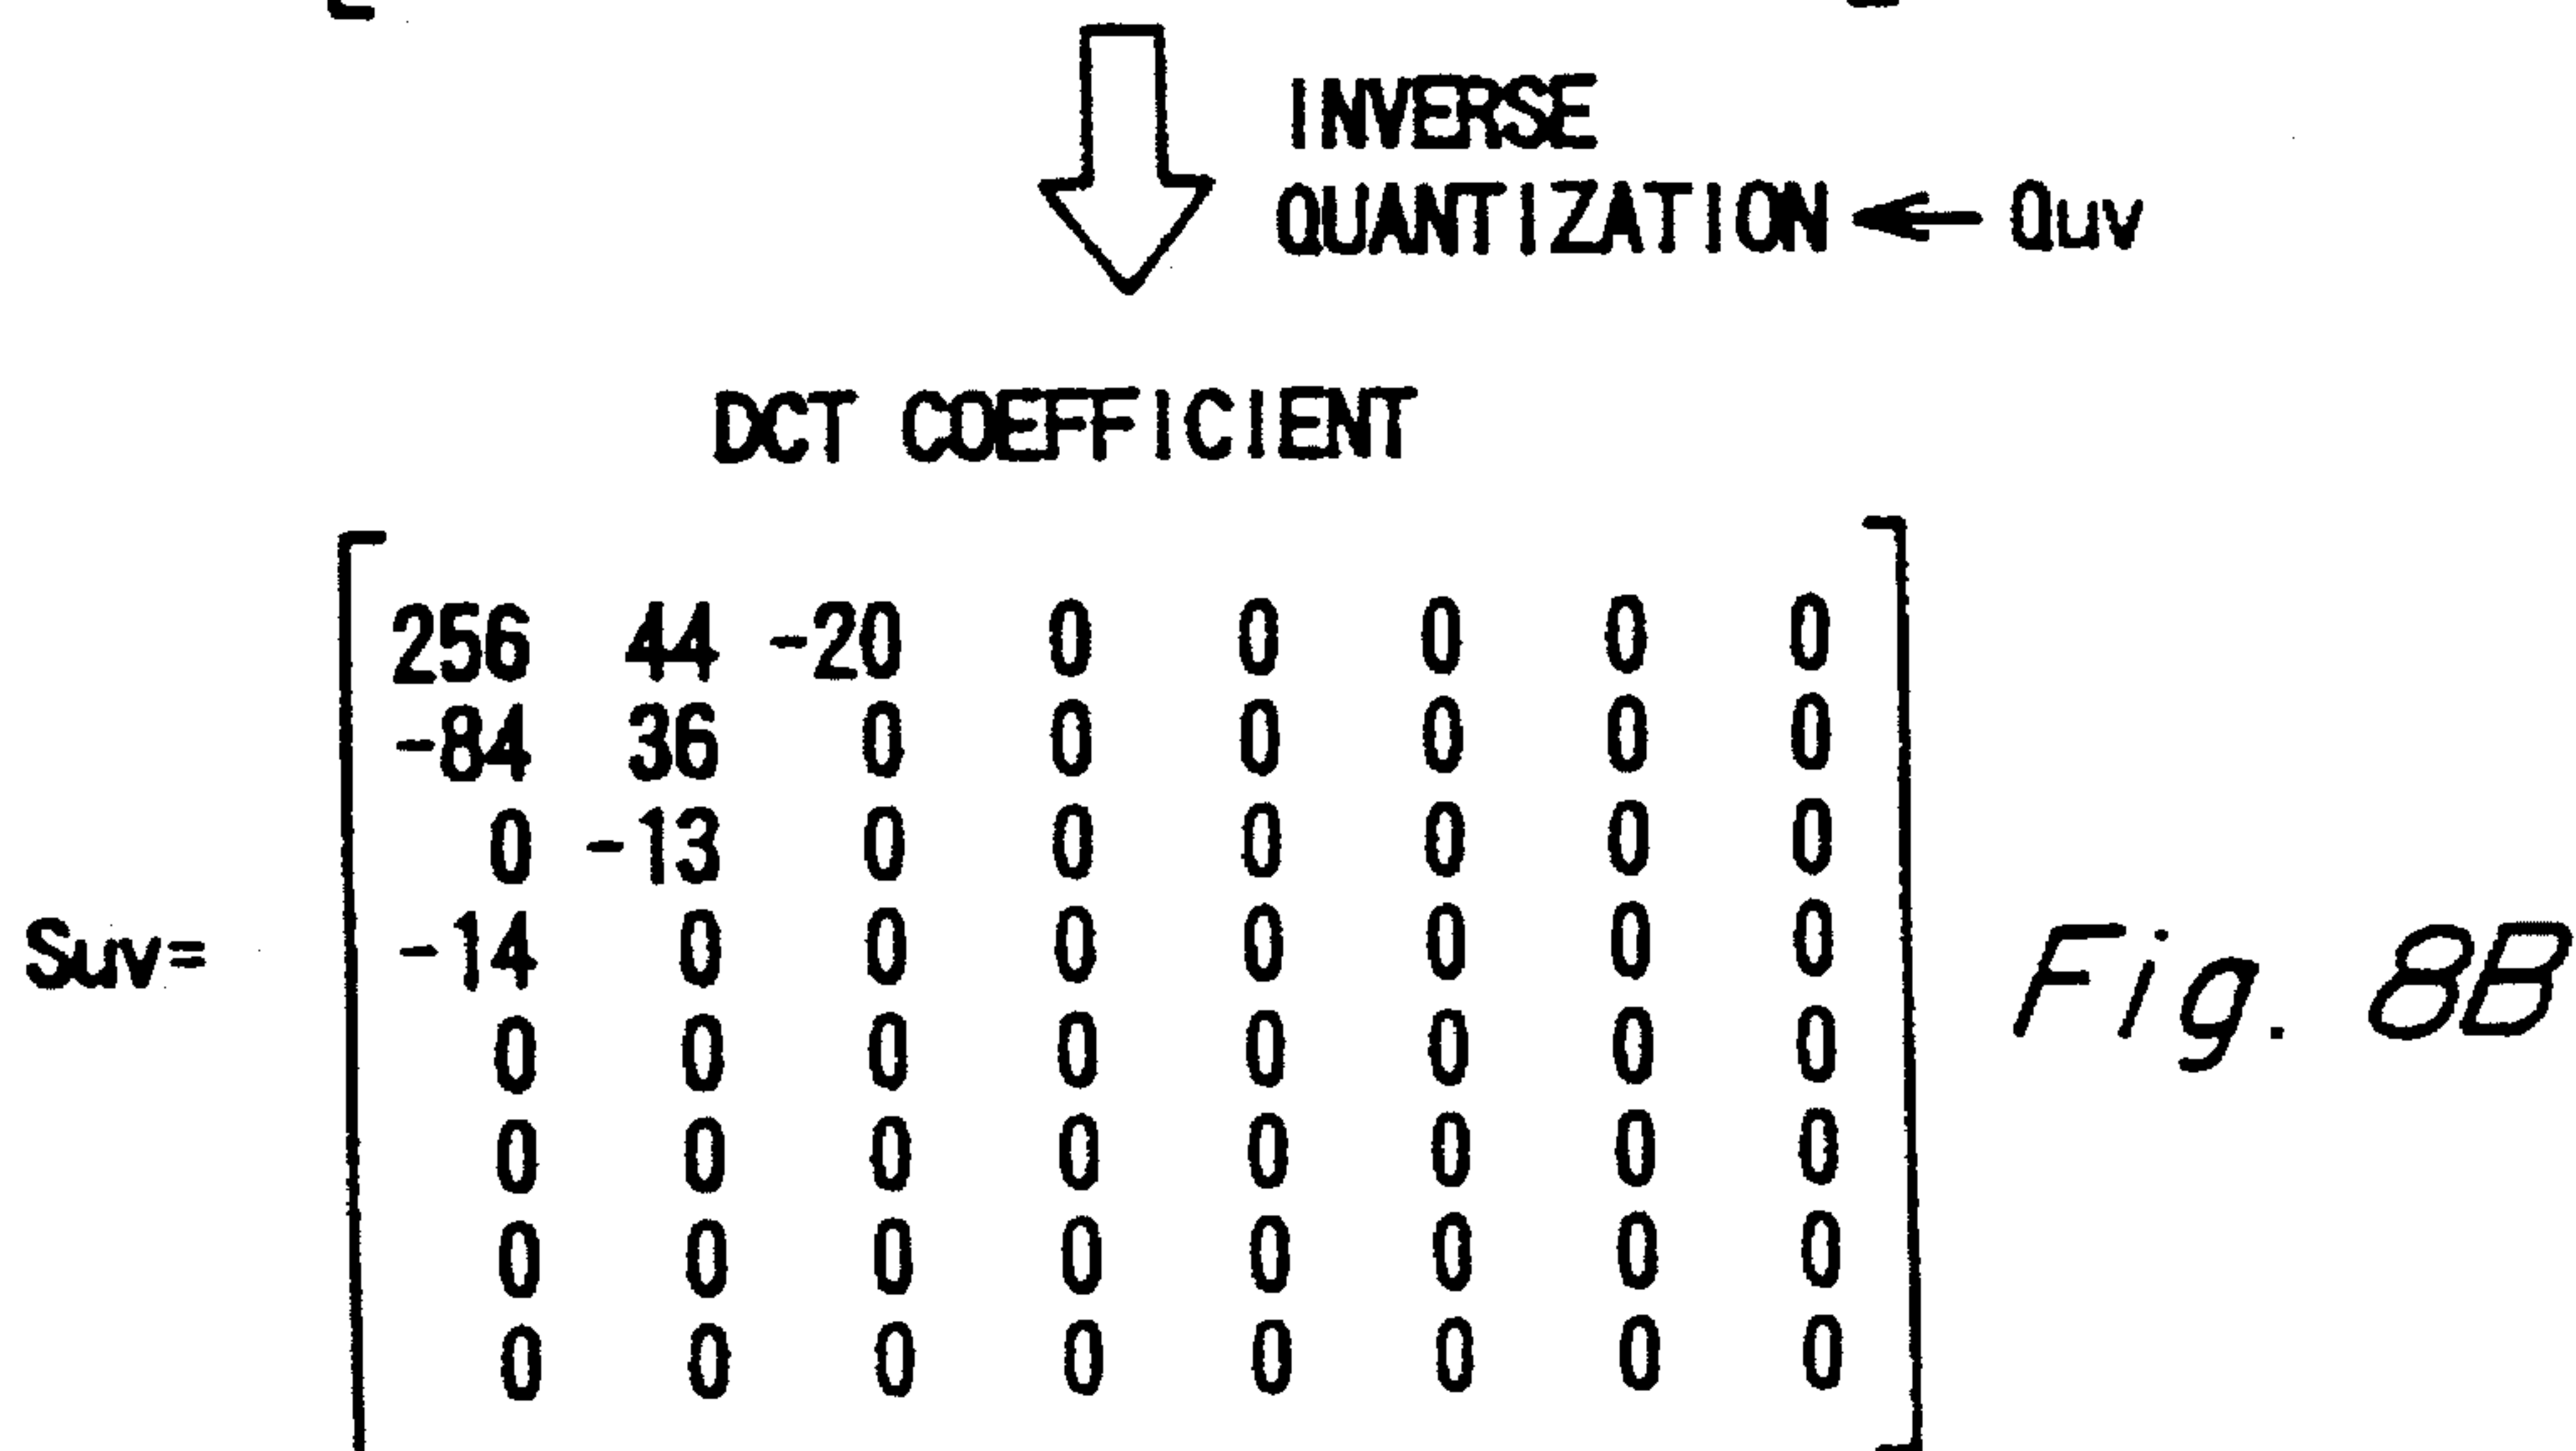 INVERSE
QUANTIZATION ← Quv
DCT COEFFICIENT
256 44 -20 0 0 0 0 0
-84 36 0 0 0 0 0 0
0 -13 0 0 0 0 0 0
Suv= -14 0 0 0 0 0 0 0 Fig. 8B
0 0 0 0 0 0 0 0
0 0 0 0 0 0 0 0
0 0 0 0 0 0 0 0
0 0 0 0 0 0 0 0